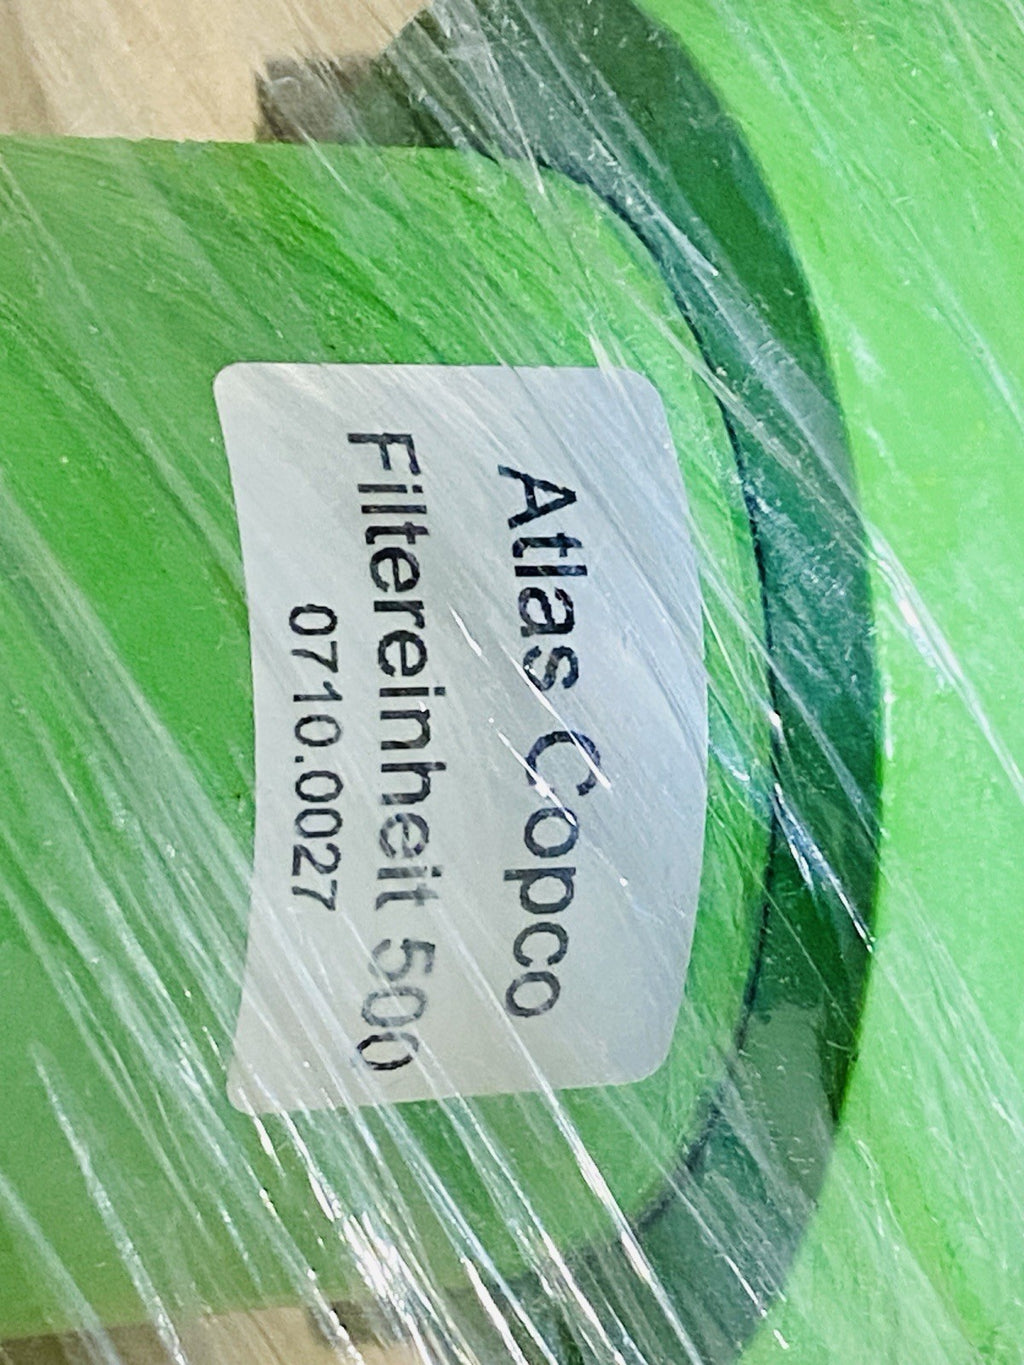 Atlas Copco
Filtereinheit 500
0710.0027